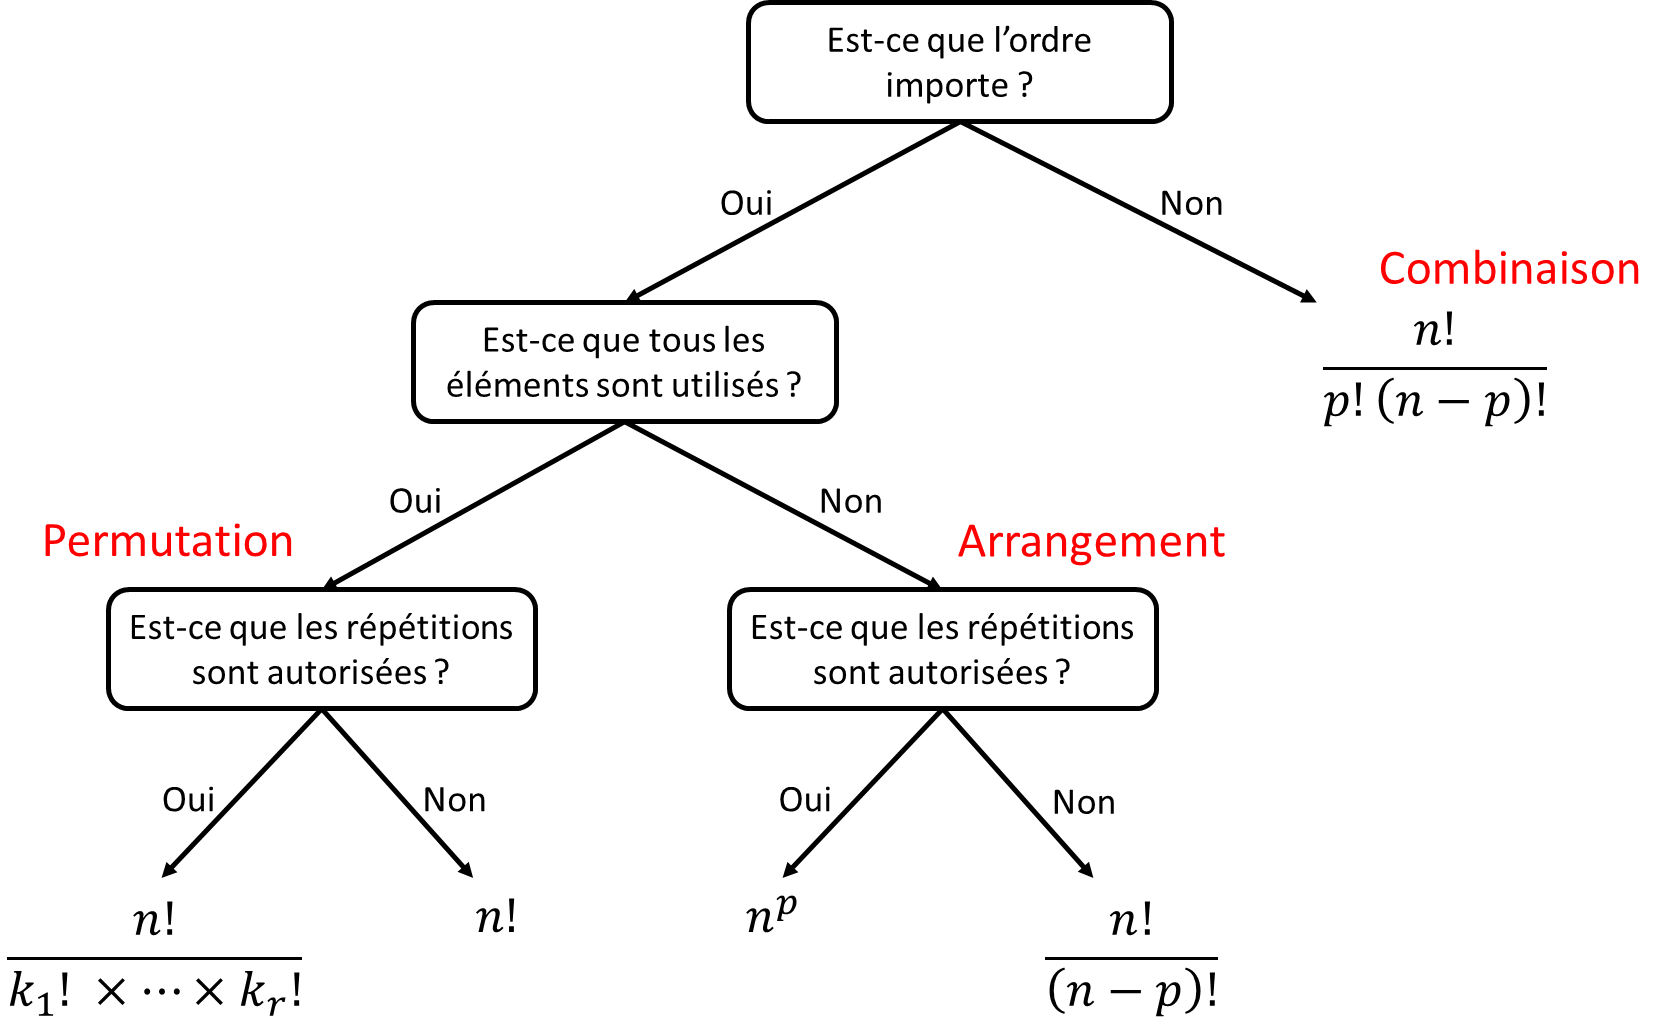 Est-ce que l’ordre
importe ?
Oui
Non
Combinaison
n!
p! (n − p)!
Est-ce que tous les
éléments sont utilisés ?
Oui
Non
Permutation
Arrangement
Est-ce que les répétitions
sont autorisées ?
Est-ce que les répétitions
sont autorisées ?
Oui
Non
Oui
Non
n!
k₁! × ⋯ × kᵣ!
n!
nᵖ
n!
(n − p)!